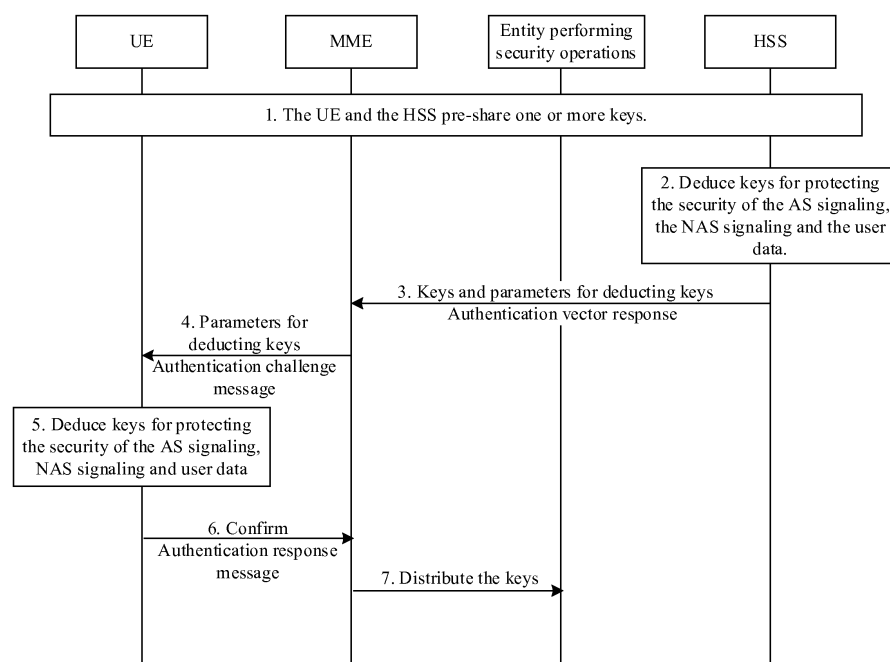 UE
MME
Entity performing
security operations
HSS
1. The UE and the HSS pre-share one or more keys.
2. Deduce keys for protecting
the security of the AS signaling,
the NAS signaling and the user
data.
3. Keys and parameters for deducting keys
Authentication vector response
4. Parameters for
deducting keys
Authentication challenge
message
5. Deduce keys for protecting
the security of the AS signaling,
NAS signaling and user data
6. Confirm
Authentication response
message
7. Distribute the keys